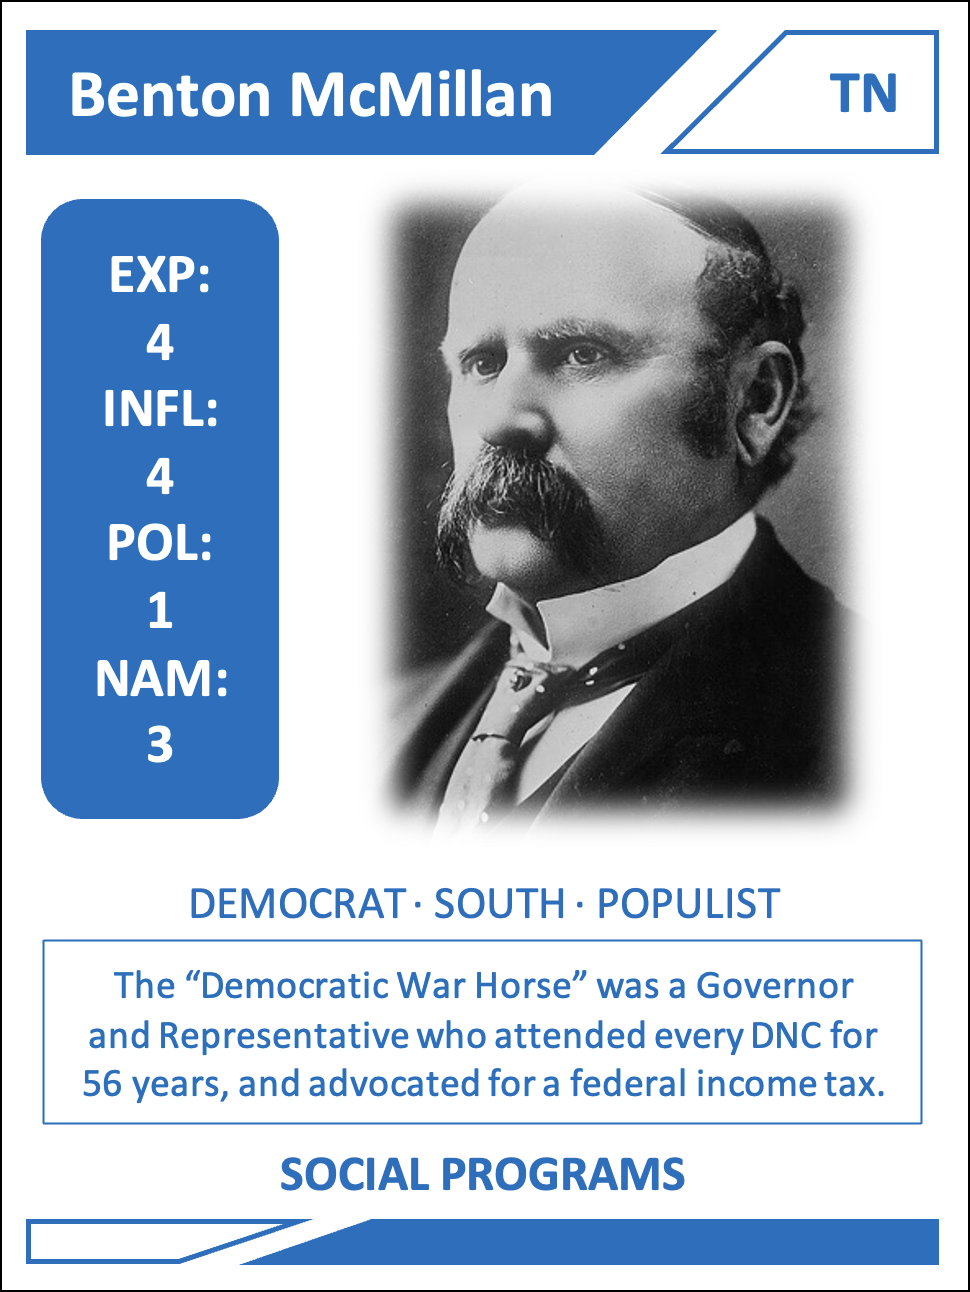 Benton McMillan
TN
EXP:
4
INFL:
4
POL:
1
NAM:
3
DEMOCRAT · SOUTH · POPULIST
The “Democratic War Horse” was a Governor
and Representative who attended every DNC for
56 years, and advocated for a federal income tax.
SOCIAL PROGRAMS